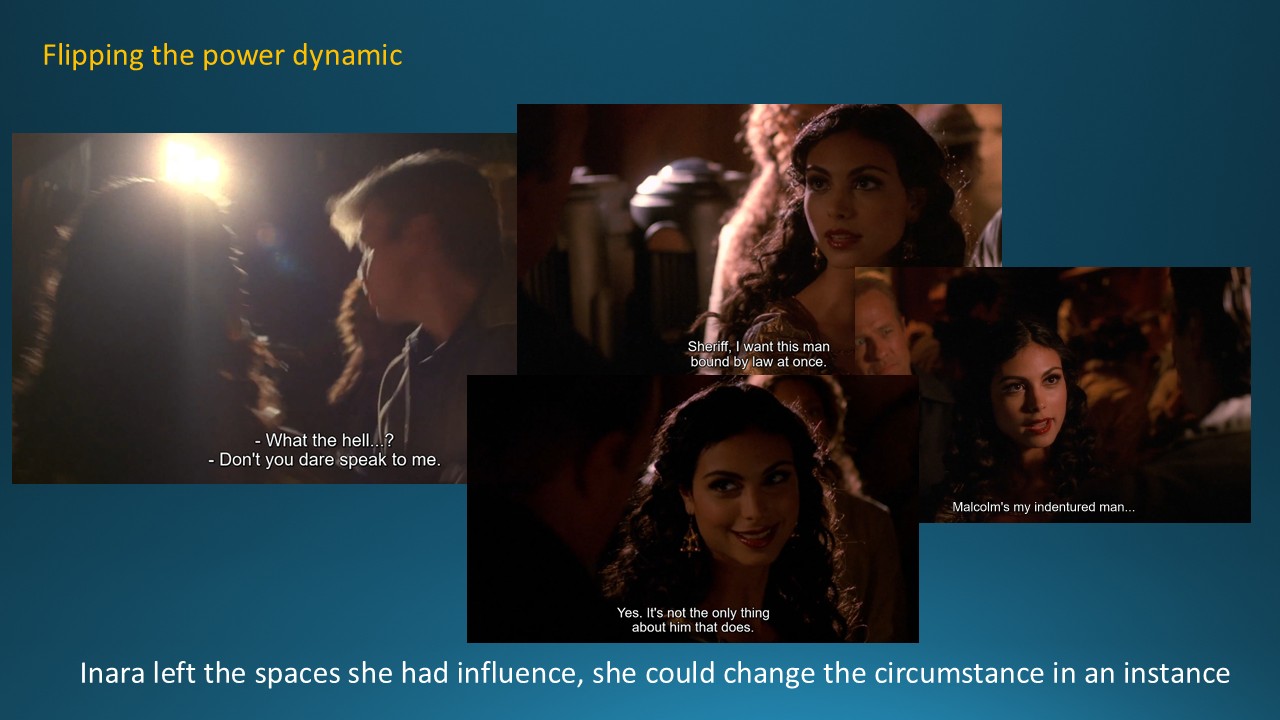 Flipping the power dynamic
- What the hell...?
- Don't you dare speak to me.
Sheriff, I want this man
bound by law at once.
Malcolm's my indentured man...
Yes. It's not the only thing
about him that does.
Inara left the spaces she had influence, she could change the circumstance in an instance